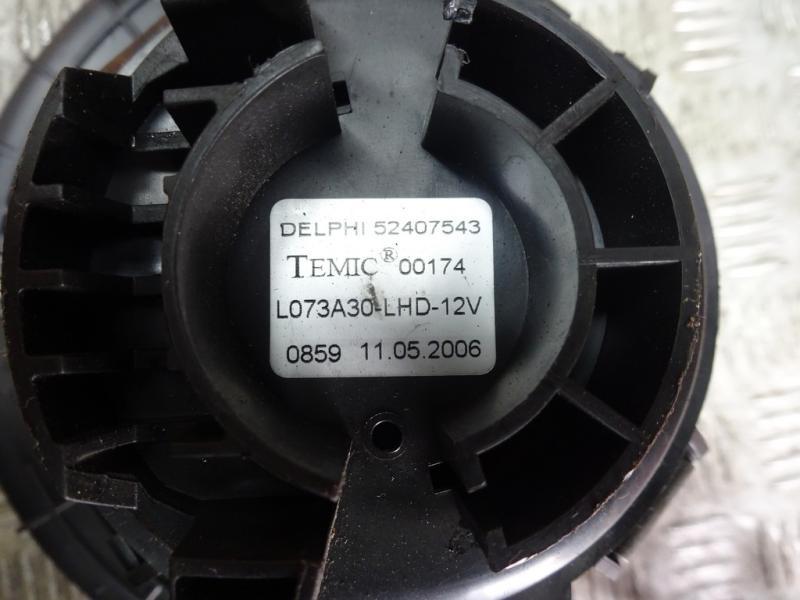 DELPHI 52407543
TEMIC® 00174
L073A30-LHD-12V
0859 11.05.2006